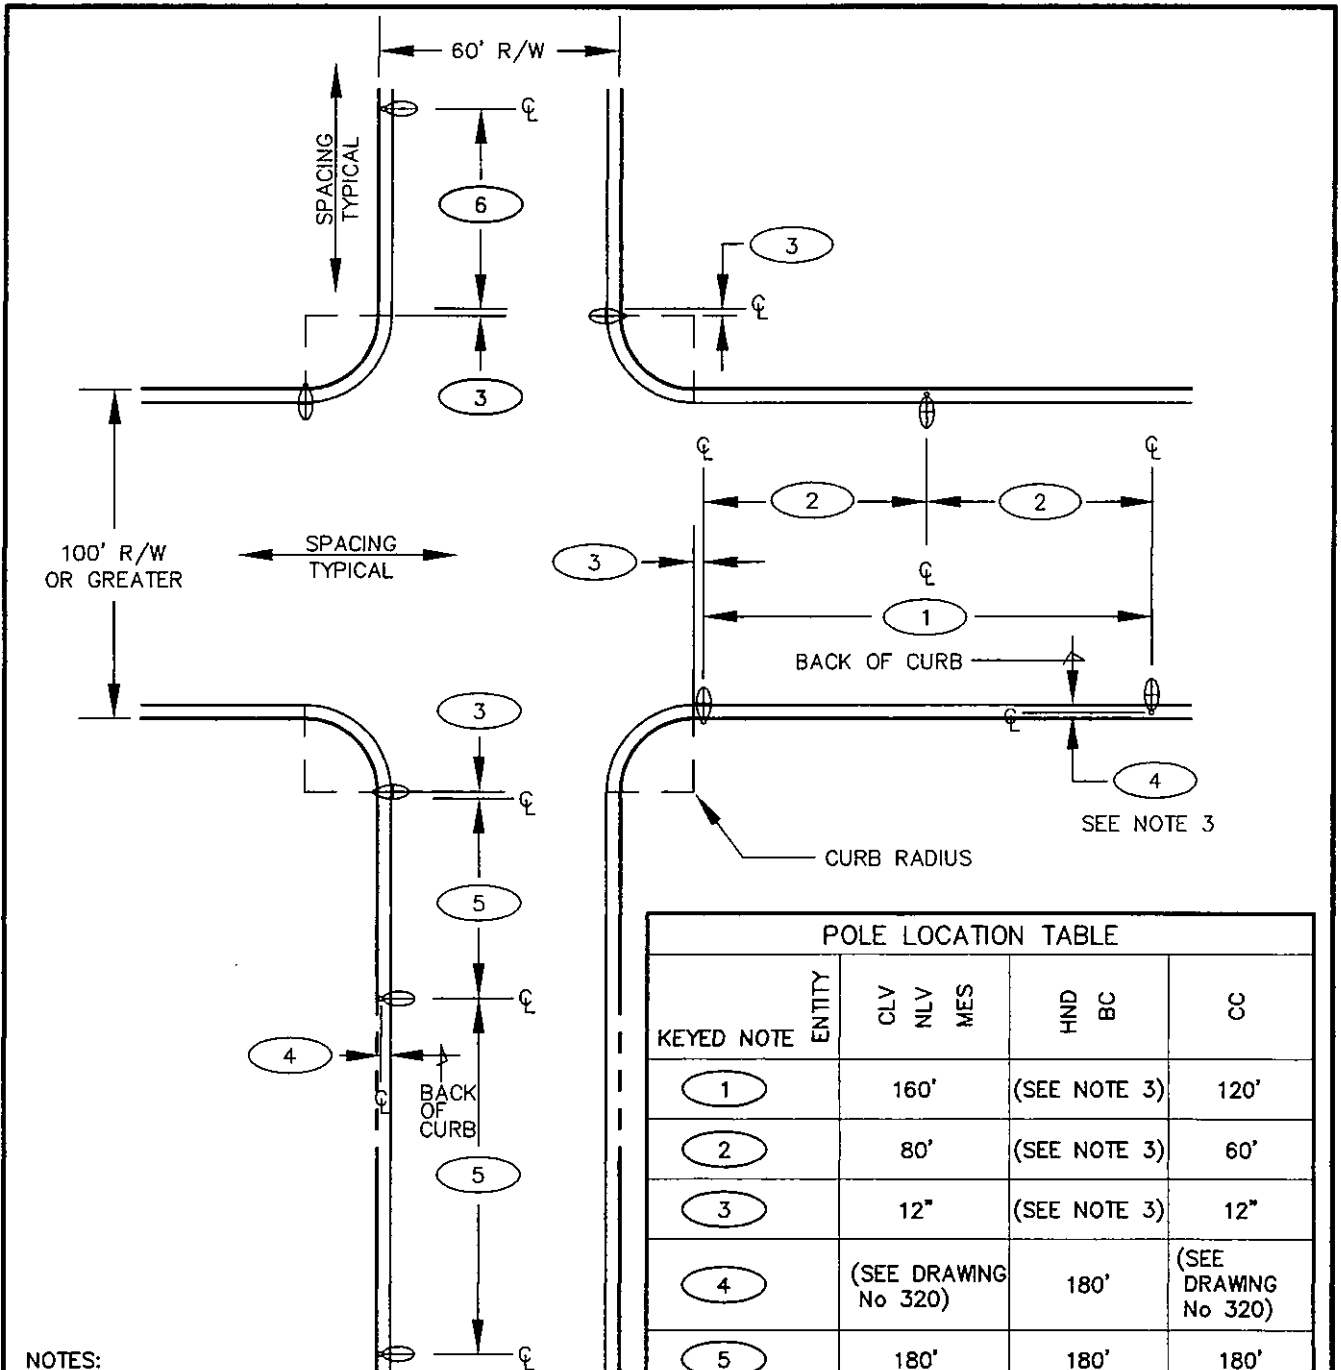 60' R/W
SPACING
TYPICAL
℄
6
3
℄
3
100' R/W
OR GREATER
SPACING
TYPICAL
℄
℄
2
2
3
℄
1
BACK OF CURB
3
℄
4
SEE NOTE 3
℄
CURB RADIUS
5
℄
4
℄
BACK
OF
CURB
5
℄
NOTES:
POLE LOCATION TABLE
KEYED NOTE
ENTITY
CLV
NLV
MES
HND
BC
CC
1 160' (SEE NOTE 3) 120'
2 80' (SEE NOTE 3) 60'
3 12" (SEE NOTE 3) 12"
4 (SEE DRAWING No 320) 180' (SEE DRAWING No 320)
5 180' 180' 180'